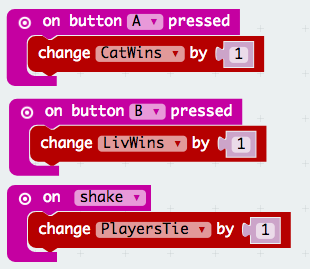 on button A pressed
change CatWins by 1
on button B pressed
change LivWins by 1
on shake
change PlayersTie by 1